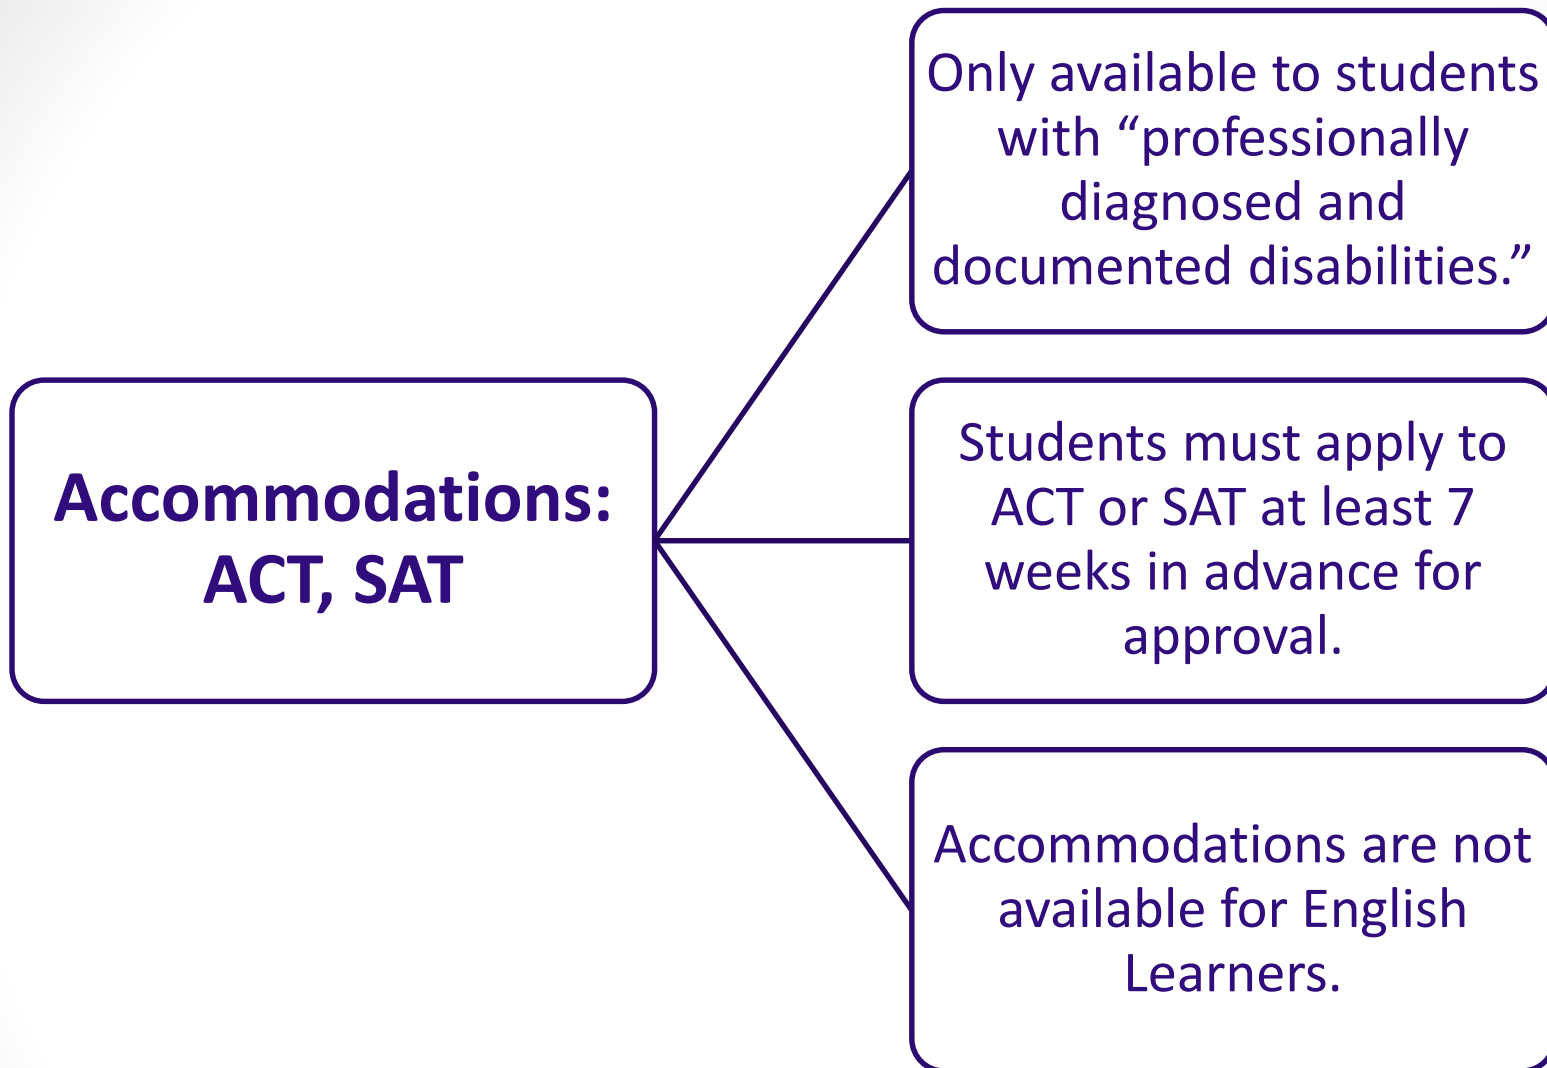 Accommodations:
ACT, SAT
Only available to students
with “professionally
diagnosed and
documented disabilities.”
Students must apply to
ACT or SAT at least 7
weeks in advance for
approval.
Accommodations are not
available for English
Learners.